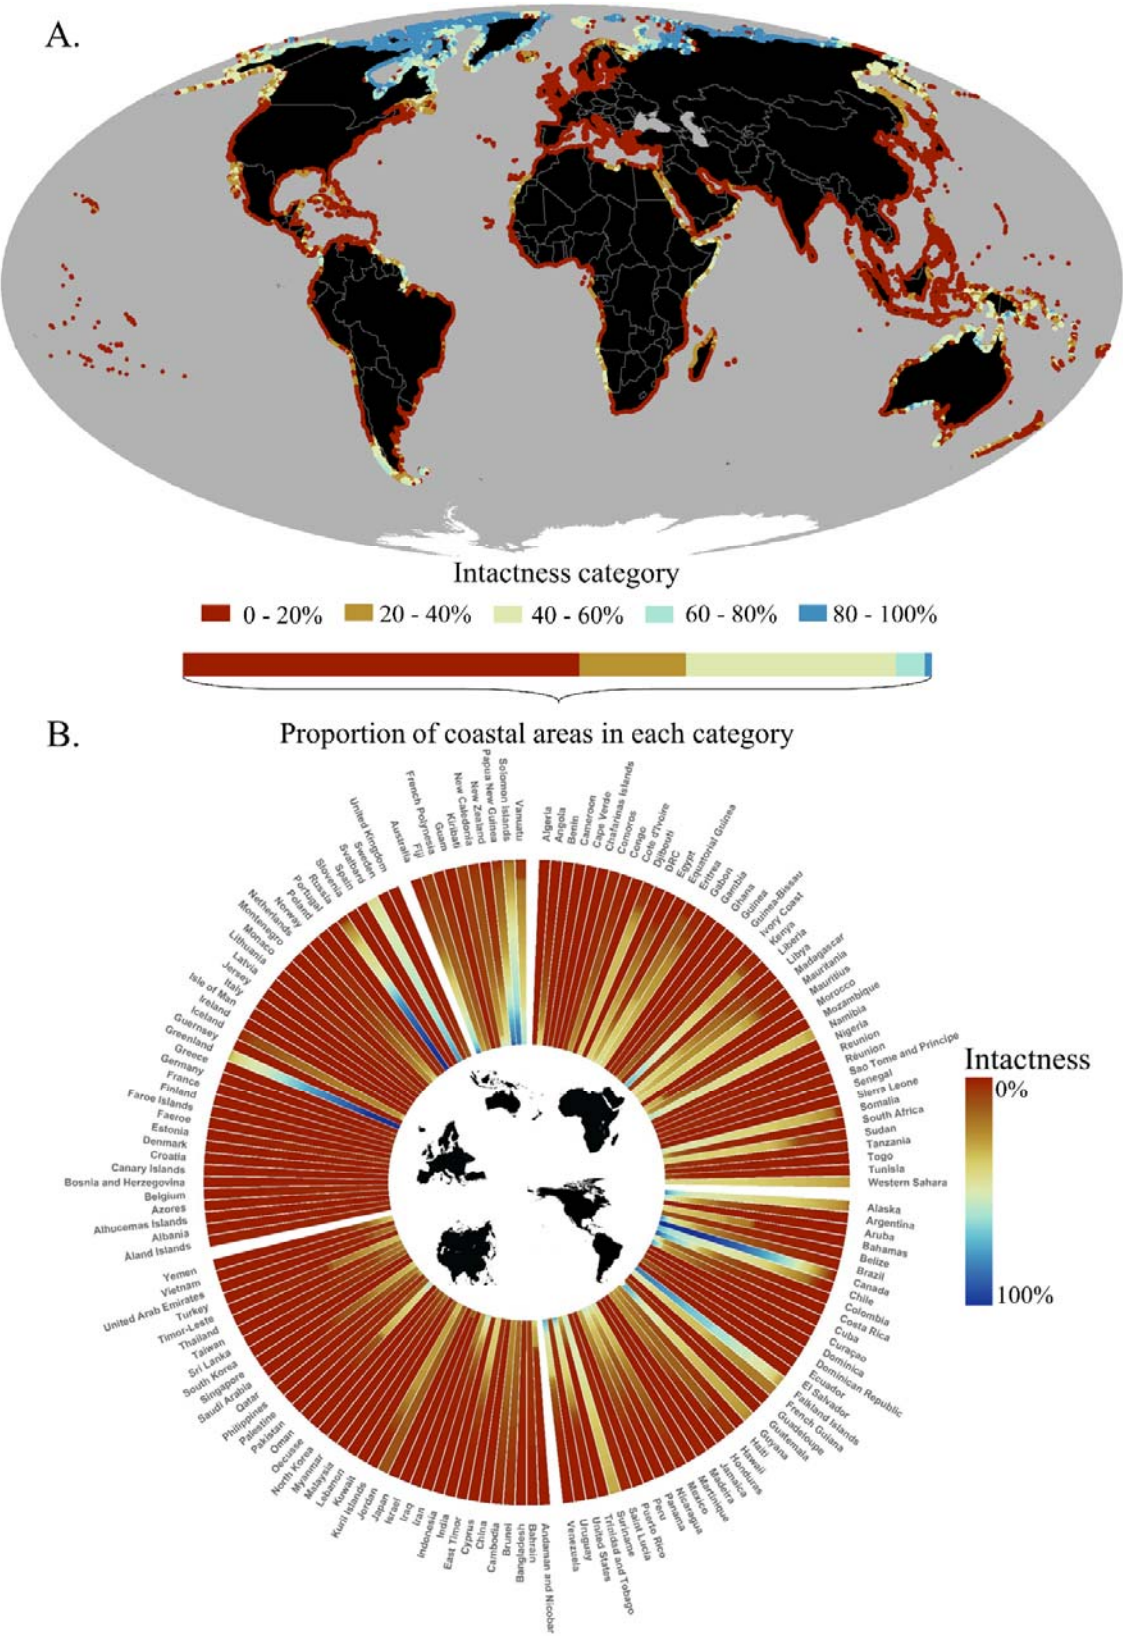 A.
Intactness category
0 - 20%
20 - 40%
40 - 60%
60 - 80%
80 - 100%
B.
Proportion of coastal areas in each category
Algeria
Angola
Benin
Cameroon
Cape Verde
Chafarinas Islands
Comoros
Congo
Cote d'Ivoire
Djibouti
DRC
Egypt
Equatorial Guinea
Eritrea
Gabon
Gambia
Ghana
Guinea
Guinea-Bissau
Ivory Coast
Kenya
Liberia
Libya
Madagascar
Mauritania
Mauritius
Morocco
Mozambique
Namibia
Nigeria
Reunion
Réunion
Sao Tome and Principe
Senegal
Sierra Leone
Somalia
South Africa
Sudan
Tanzania
Togo
Tunisia
Western Sahara
Alaska
Argentina
Aruba
Bahamas
Belize
Brazil
Canada
Chile
Colombia
Costa Rica
Cuba
Curaçao
Dominica
Dominican Republic
Ecuador
El Salvador
Falkland Islands
French Guiana
Guadeloupe
Guatemala
Guyana
Haiti
Hawaii
Honduras
Jamaica
Madeira
Martinique
Mexico
Nicaragua
Panama
Peru
Puerto Rico
Saint Lucia
Suriname
Trinidad and Tobago
United States
Uruguay
Venezuela
Andaman and Nicobar
Bahrain
Bangladesh
Brunei
Cambodia
China
Cyprus
East Timor
India
Indonesia
Iran
Iraq
Israel
Japan
Jordan
Kuril Islands
Kuwait
Lebanon
Malaysia
Myanmar
North Korea
Oecusse
Oman
Pakistan
Palestine
Philippines
Qatar
Saudi Arabia
Singapore
South Korea
Sri Lanka
Taiwan
Thailand
Timor-Leste
Turkey
United Arab Emirates
Vietnam
Yemen
Åland Islands
Albania
Alhucemas Islands
Azores
Belgium
Bosnia and Herzegovina
Canary Islands
Croatia
Denmark
Estonia
Faeroe
Faroe Islands
Finland
France
Germany
Greece
Greenland
Guernsey
Iceland
Ireland
Isle of Man
Italy
Jersey
Latvia
Lithuania
Monaco
Montenegro
Netherlands
Norway
Poland
Portugal
Russia
Slovenia
Spain
Svalbard
Sweden
United Kingdom
Australia
Fiji
French Polynesia
Guam
Kiribati
New Caledonia
New Zealand
Papua New Guinea
Solomon Islands
Vanuatu
Intactness
0%
100%